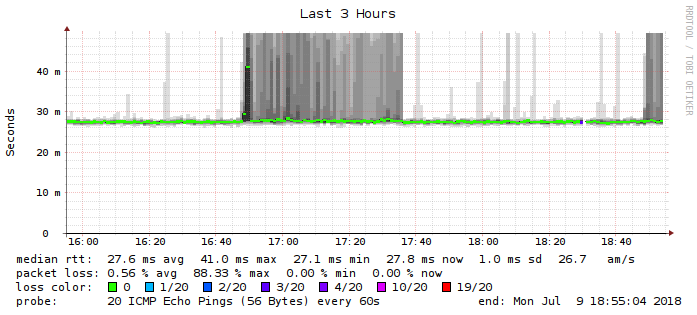 Last 3 Hours
RRDTOOL / TOBI OETIKER
Seconds
40 m
30 m
20 m
10 m
0
16:00 16:20 16:40 17:00 17:20 17:40 18:00 18:20 18:40
median rtt: 27.6 ms avg 41.0 ms max 27.1 ms min 27.8 ms now 1.0 ms sd 26.7 am/s
packet loss: 0.56 % avg 88.33 % max 0.00 % min 0.00 % now
loss color: 0 1/20 2/20 3/20 4/20 10/20 19/20
probe: 20 ICMP Echo Pings (56 Bytes) every 60s end: Mon Jul 9 18:55:04 2018